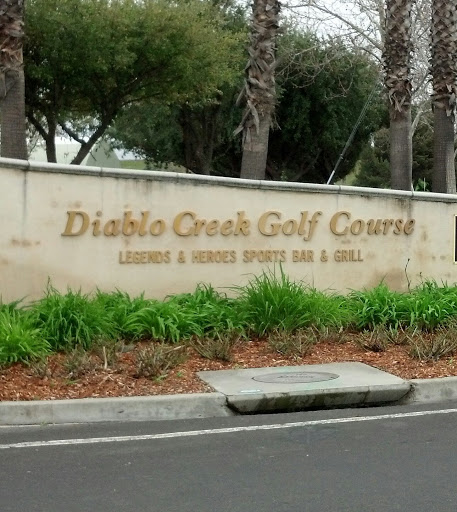 Diablo Creek Golf Course
LEGENDS & HEROES SPORTS BAR & GRILL